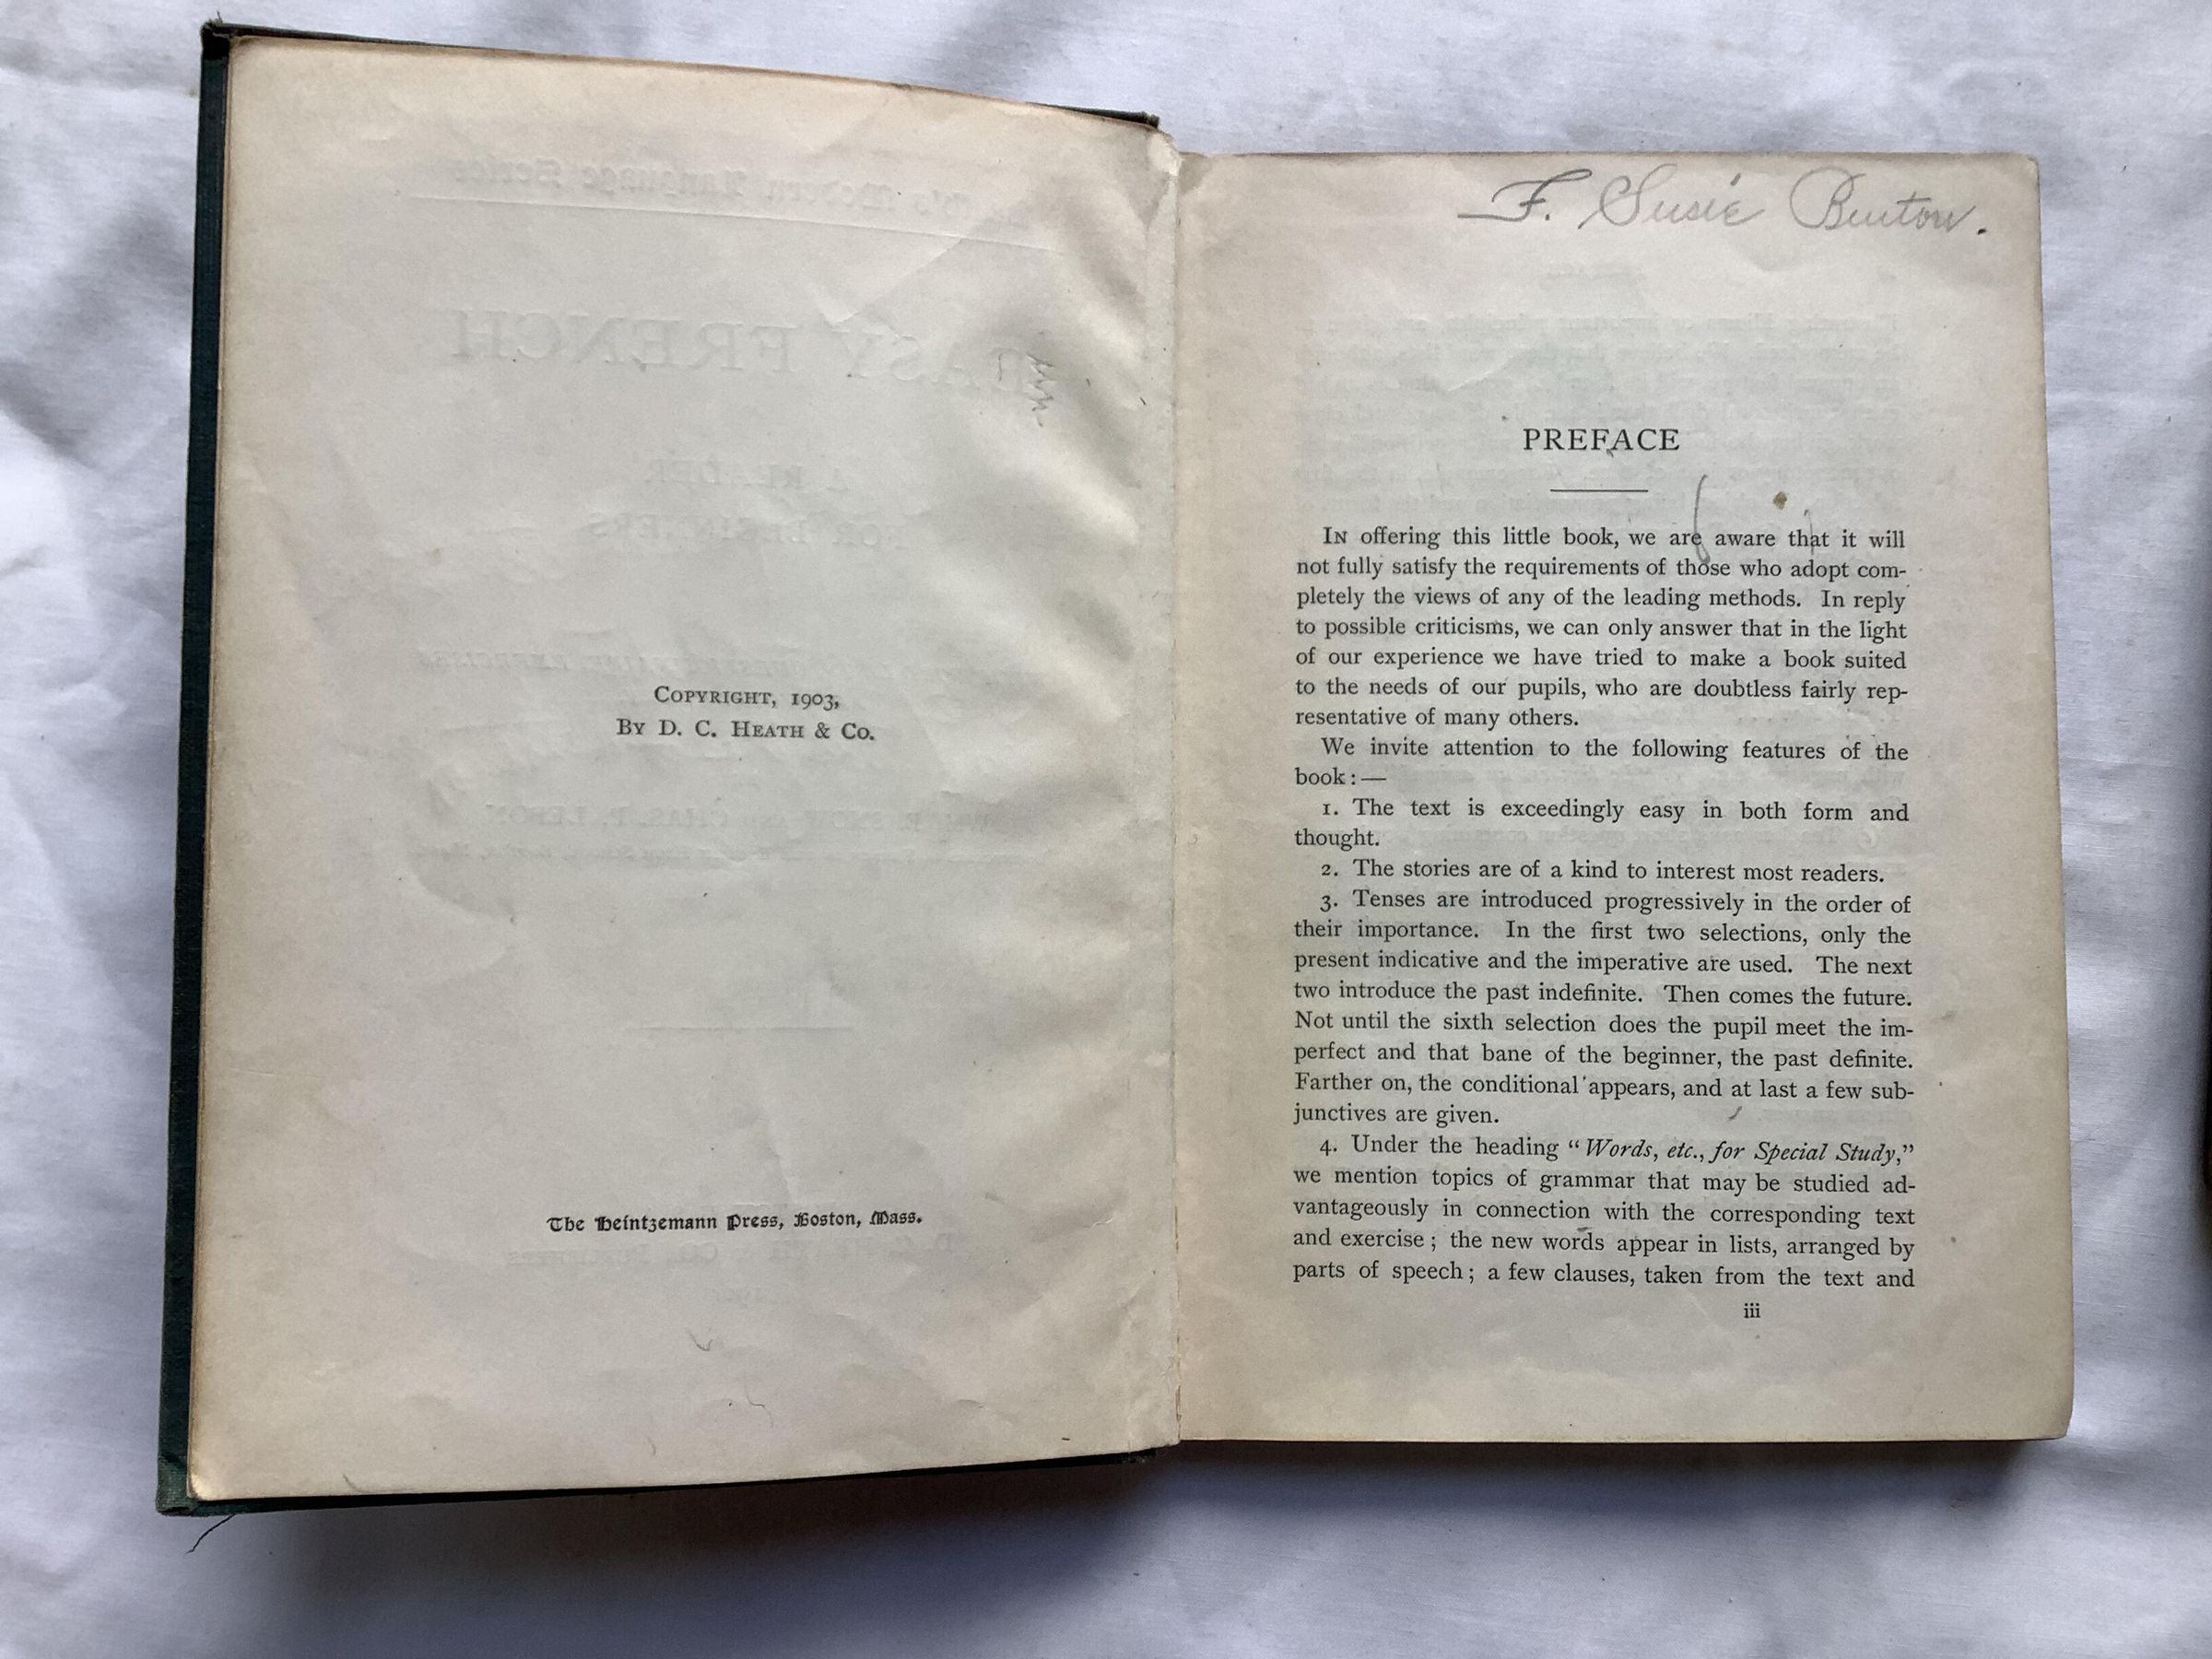 COPYRIGHT, 1903,
BY D. C. HEATH & CO.
The Heintzemann Press, Boston, Mass.
F. Susie Burton.
PREFACE
IN offering this little book, we are aware that it will
not fully satisfy the requirements of those who adopt com-
pletely the views of any of the leading methods. In reply
to possible criticisms, we can only answer that in the light
of our experience we have tried to make a book suited
to the needs of our pupils, who are doubtless fairly rep-
resentative of many others.
We invite attention to the following features of the
book:—
1. The text is exceedingly easy in both form and
thought.
2. The stories are of a kind to interest most readers.
3. Tenses are introduced progressively in the order of
their importance. In the first two selections, only the
present indicative and the imperative are used. The next
two introduce the past indefinite. Then comes the future.
Not until the sixth selection does the pupil meet the im-
perfect and that bane of the beginner, the past definite.
Farther on, the conditional appears, and at last a few sub-
junctives are given.
4. Under the heading “Words, etc., for Special Study,”
we mention topics of grammar that may be studied ad-
vantageously in connection with the corresponding text
and exercise; the new words appear in lists, arranged by
parts of speech; a few clauses, taken from the text and
iii